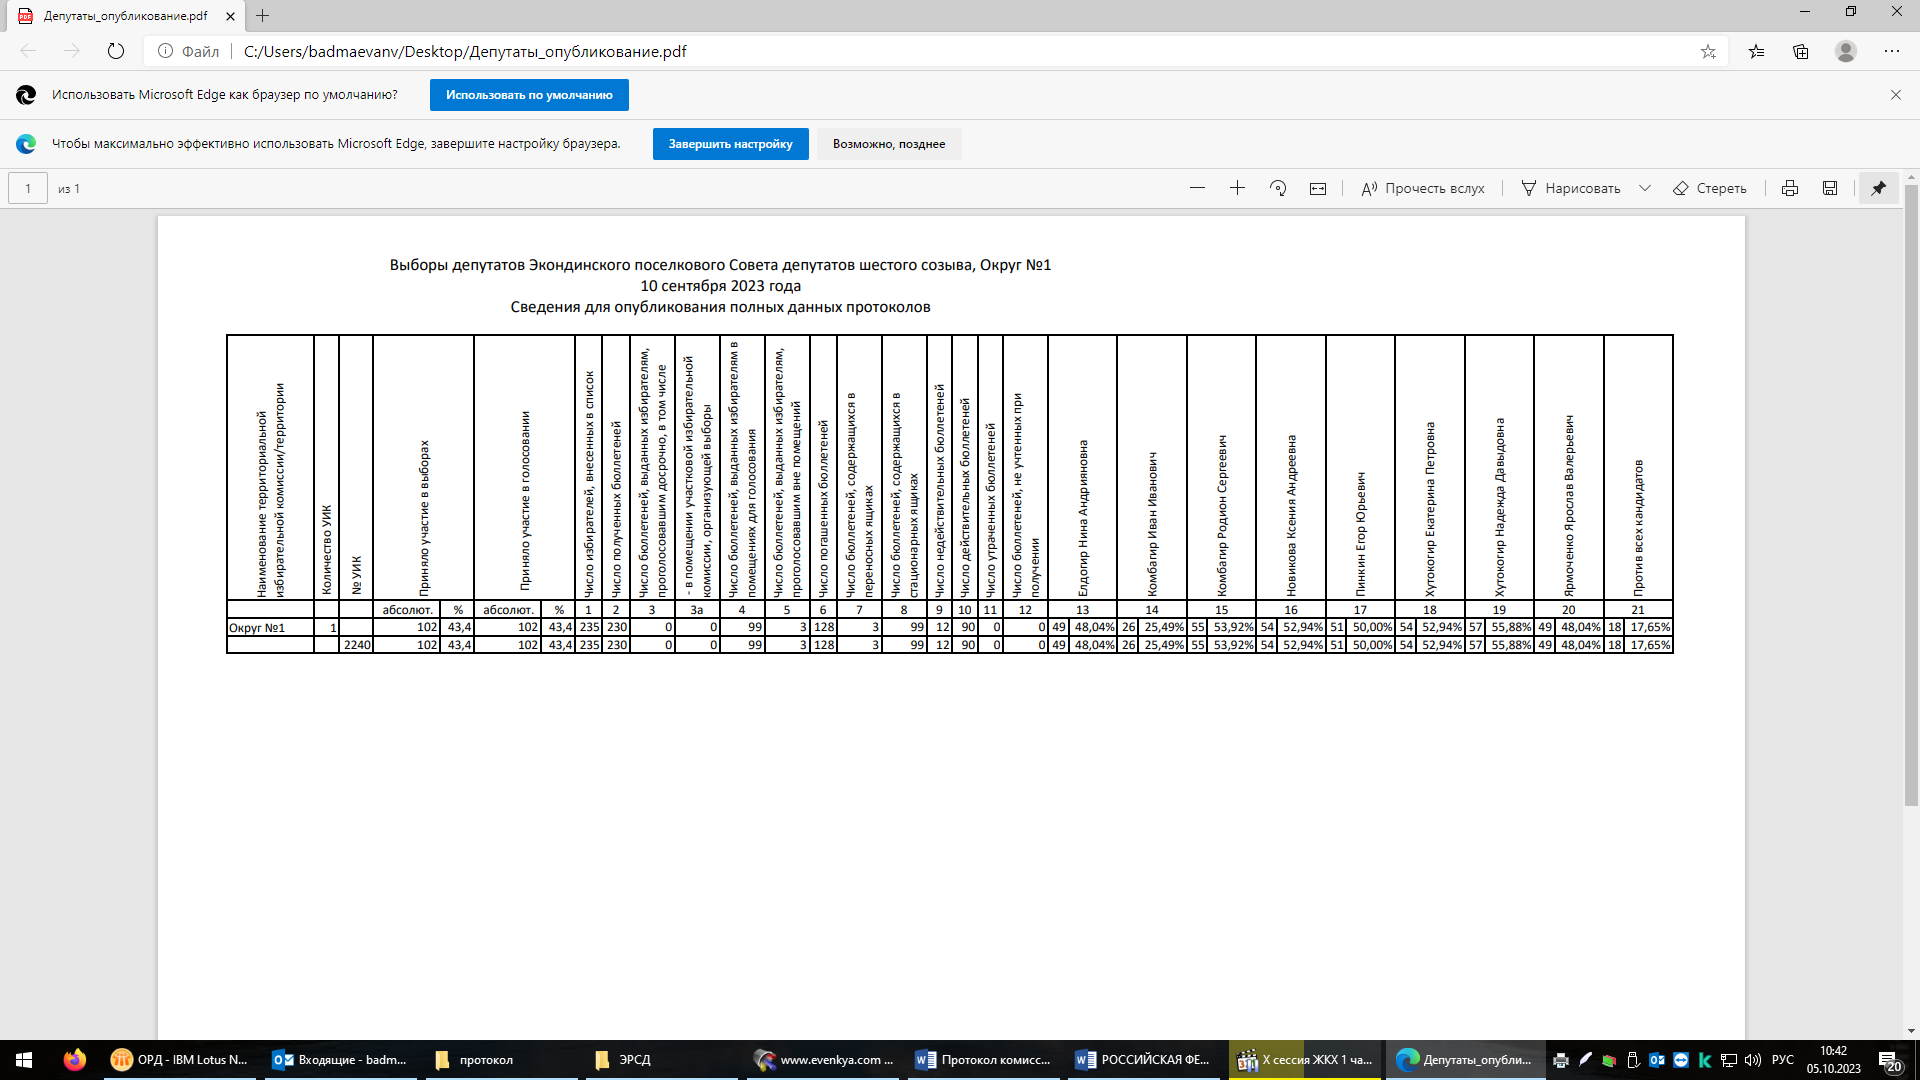 Депутаты_опубликование.pdf
Файл
C:/Users/badmaevanv/Desktop/Депутаты_опубликование.pdf
Использовать Microsoft Edge как браузер по умолчанию?
Использовать по умолчанию
Чтобы максимально эффективно использовать Microsoft Edge, завершите настройку браузера.
Завершить настройку
Возможно, позднее
1 из 1
Прочесть вслух
Нарисовать
Стереть
Выборы депутатов Экондинского поселкового Совета депутатов шестого созыва, Округ №1
10 сентября 2023 года
Сведения для опубликования полных данных протоколов
Наименование территориальной
избирательной комиссии/территории
Количество УИК
№ УИК
Приняло участие в выборах
Приняло участие в голосовании
Число избирателей, внесенных в список
Число полученных бюллетеней
Число бюллетеней, выданных избирателям,
проголосовавшим досрочно, в том числе
- в помещении участковой избирательной
комиссии, организующей выборы
Число бюллетеней, выданных избирателям в
помещениях для голосования
Число бюллетеней, выданных избирателям,
проголосовавшим вне помещений
Число погашенных бюллетеней
Число бюллетеней, содержащихся в
переносных ящиках
Число бюллетеней, содержащихся в
стационарных ящиках
Число недействительных бюллетеней
Число действительных бюллетеней
Число утраченных бюллетеней
Число бюллетеней, не учтенных при
получении
Елдогир Нина Андрияновна
Комбагир Иван Иванович
Комбагир Родион Сергеевич
Новикова Ксения Андреевна
Пинкин Егор Юрьевич
Хутокогир Екатерина Петровна
Хутокогир Надежда Давыдовна
Ярмоченко Ярослав Валерьевич
Против всех кандидатов
абсолют. % абсолют. % 1 2 3 3а 4 5 6 7 8 9 10 11 12 13 14 15 16 17 18 19 20 21
Округ №1 1 102 43,4 102 43,4 235 230 0 0 99 3 128 3 99 12 90 0 0 49 48,04% 26 25,49% 55 53,92% 54 52,94% 51 50,00% 54 52,94% 57 55,88% 49 48,04% 18 17,65%
2240 102 43,4 102 43,4 235 230 0 0 99 3 128 3 99 12 90 0 0 49 48,04% 26 25,49% 55 53,92% 54 52,94% 51 50,00% 54 52,94% 57 55,88% 49 48,04% 18 17,65%
ОРД - IBM Lotus N...
Входящие - badm...
протокол
ЭРСД
www.evenkya.com ...
Протокол комисс...
РОССИЙСКАЯ ФЕ...
X сессия ЖКХ 1 ча...
Депутаты_опубли...
РУС
10:42
05.10.2023
20